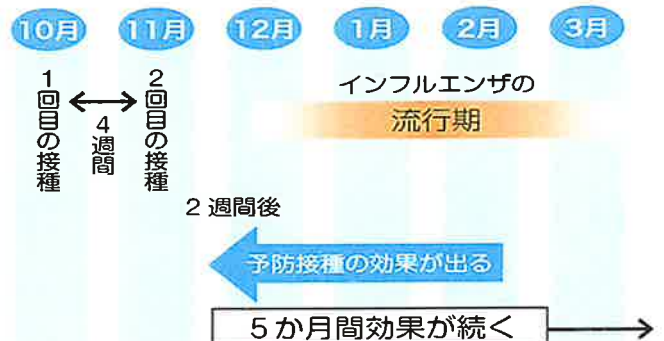 10月 11月 12月 1月 2月 3月
1回目の接種
4週間
2回目の接種
インフルエンザの
流行期
2週間後
予防接種の効果が出る
5か月間効果が続く